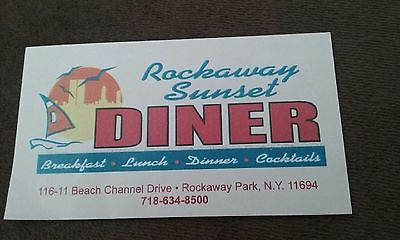 Rockaway
Sunset
DINER
Breakfast • Lunch • Dinner • Cocktails
116-11 Beach Channel Drive • Rockaway Park, N.Y. 11694
718-634-8500